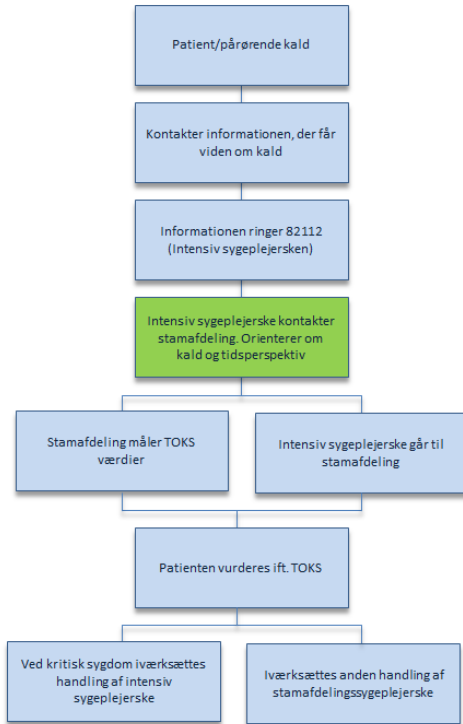 Patient/pårørende kald
Kontakter informationen, der får
viden om kald
Informationen ringer 82112
(Intensiv sygeplejersken)
Intensiv sygeplejerske kontakter
stamafdeling. Orienterer om
kald og tidsperspektiv
Stamafdeling måler TOKS
værdier
Intensiv sygeplejerske går til
stamafdeling
Patienten vurderes ift. TOKS
Ved kritisk sygdom iværksættes
handling af intensiv
sygeplejerske
Iværksættes anden handling af
stamafdelingssygeplejerske